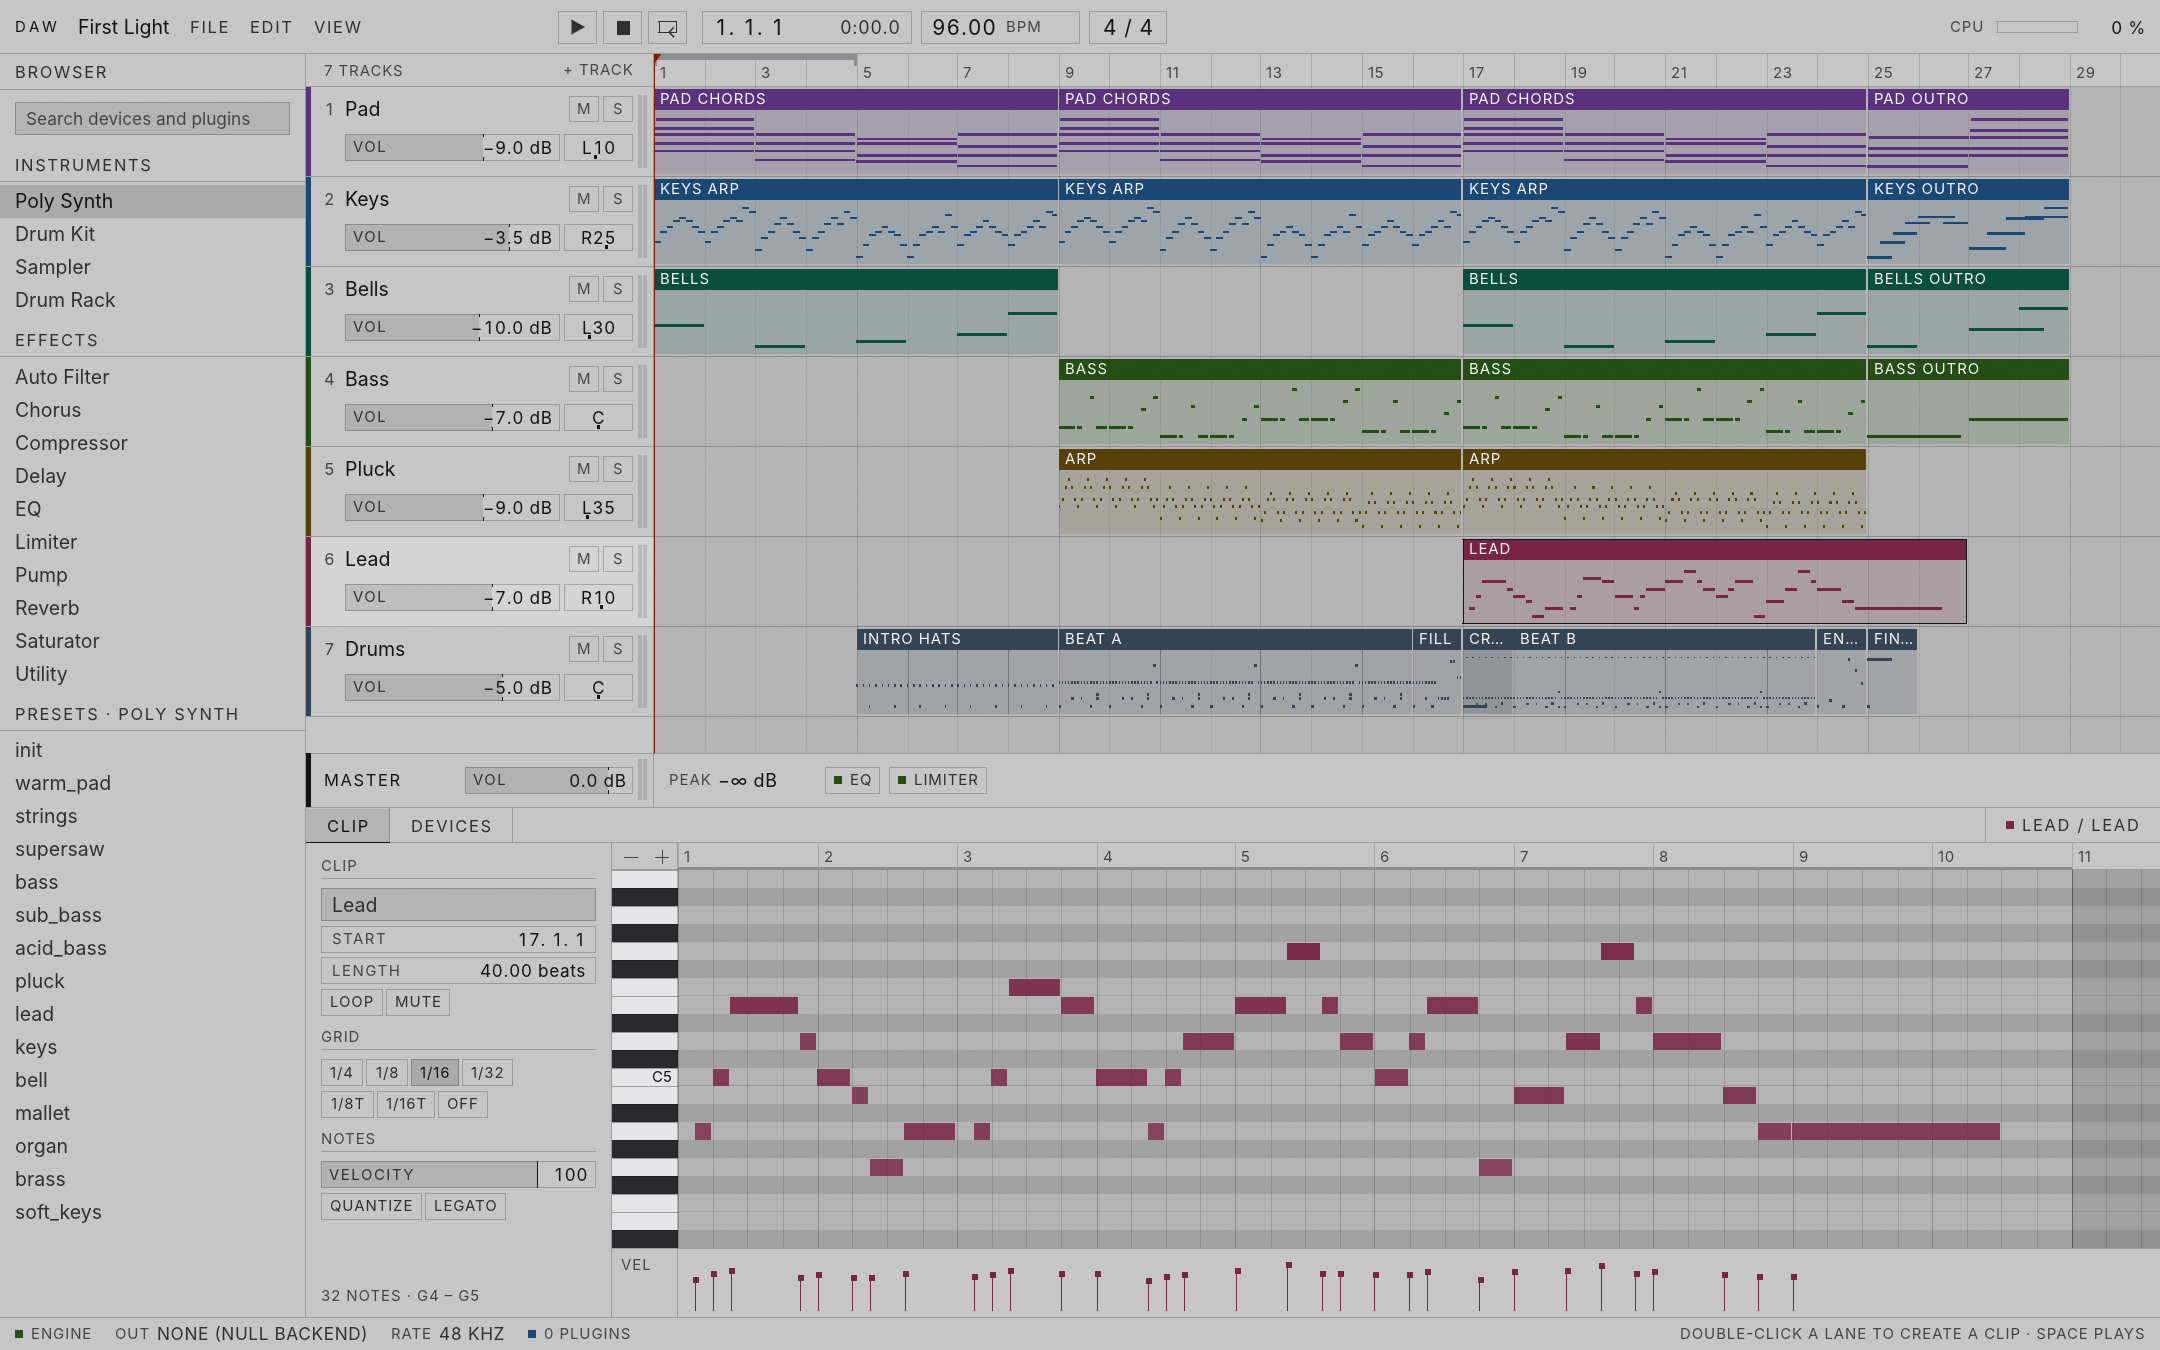 DAW First Light FILE EDIT VIEW 1. 1. 1 0:00.0 96.00 BPM 4 / 4 CPU 0 %
BROWSER
Search devices and plugins
INSTRUMENTS
Poly Synth
Drum Kit
Sampler
Drum Rack
EFFECTS
Auto Filter
Chorus
Compressor
Delay
EQ
Limiter
Pump
Reverb
Saturator
Utility
PRESETS · POLY SYNTH
init
warm_pad
strings
supersaw
bass
sub_bass
acid_bass
pluck
lead
keys
bell
mallet
organ
brass
soft_keys
7 TRACKS + TRACK 1 3 5 7 9 11 13 15 17 19 21 23 25 27 29
1 Pad M S
VOL −9.0 dB L10
PAD CHORDS PAD CHORDS PAD CHORDS PAD OUTRO
2 Keys M S
VOL −3.5 dB R25
KEYS ARP KEYS ARP KEYS ARP KEYS OUTRO
3 Bells M S
VOL −10.0 dB L30
BELLS BELLS BELLS OUTRO
4 Bass M S
VOL −7.0 dB C
BASS BASS BASS OUTRO
5 Pluck M S
VOL −9.0 dB L35
ARP ARP
6 Lead M S
VOL −7.0 dB R10
LEAD
7 Drums M S
VOL −5.0 dB C
INTRO HATS BEAT A FILL CR... BEAT B EN... FIN...
MASTER VOL 0.0 dB PEAK −∞ dB EQ LIMITER
CLIP DEVICES LEAD / LEAD
CLIP
Lead
START 17. 1. 1
LENGTH 40.00 beats
LOOP MUTE
GRID
1/4 1/8 1/16 1/32
1/8T 1/16T OFF
NOTES
VELOCITY 100
QUANTIZE LEGATO
32 NOTES · G4 – G5
− + 1 2 3 4 5 6 7 8 9 10 11
C5
VEL
ENGINE OUT NONE (NULL BACKEND) RATE 48 KHZ 0 PLUGINS DOUBLE-CLICK A LANE TO CREATE A CLIP · SPACE PLAYS